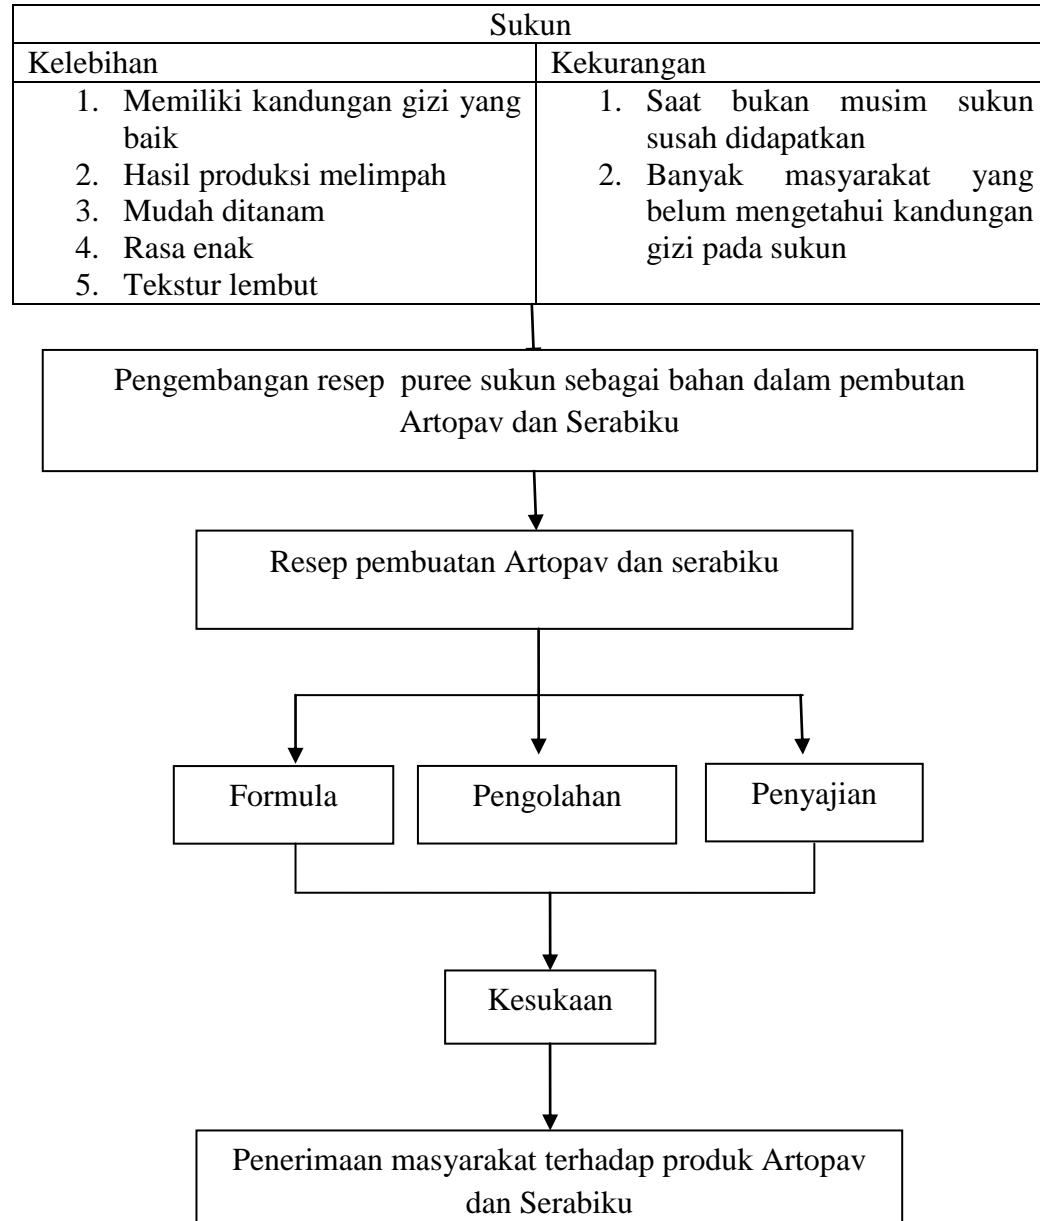 Sukun
Kelebihan
1. Memiliki kandungan gizi yang
baik
2. Hasil produksi melimpah
3. Mudah ditanam
4. Rasa enak
5. Tekstur lembut
Kekurangan
1. Saat bukan musim sukun
susah didapatkan
2. Banyak masyarakat yang
belum mengetahui kandungan
gizi pada sukun
Pengembangan resep puree sukun sebagai bahan dalam pembutan
Artopav dan Serabiku
Resep pembuatan Artopav dan serabiku
Formula
Pengolahan
Penyajian
Kesukaan
Penerimaan masyarakat terhadap produk Artopav
dan Serabiku